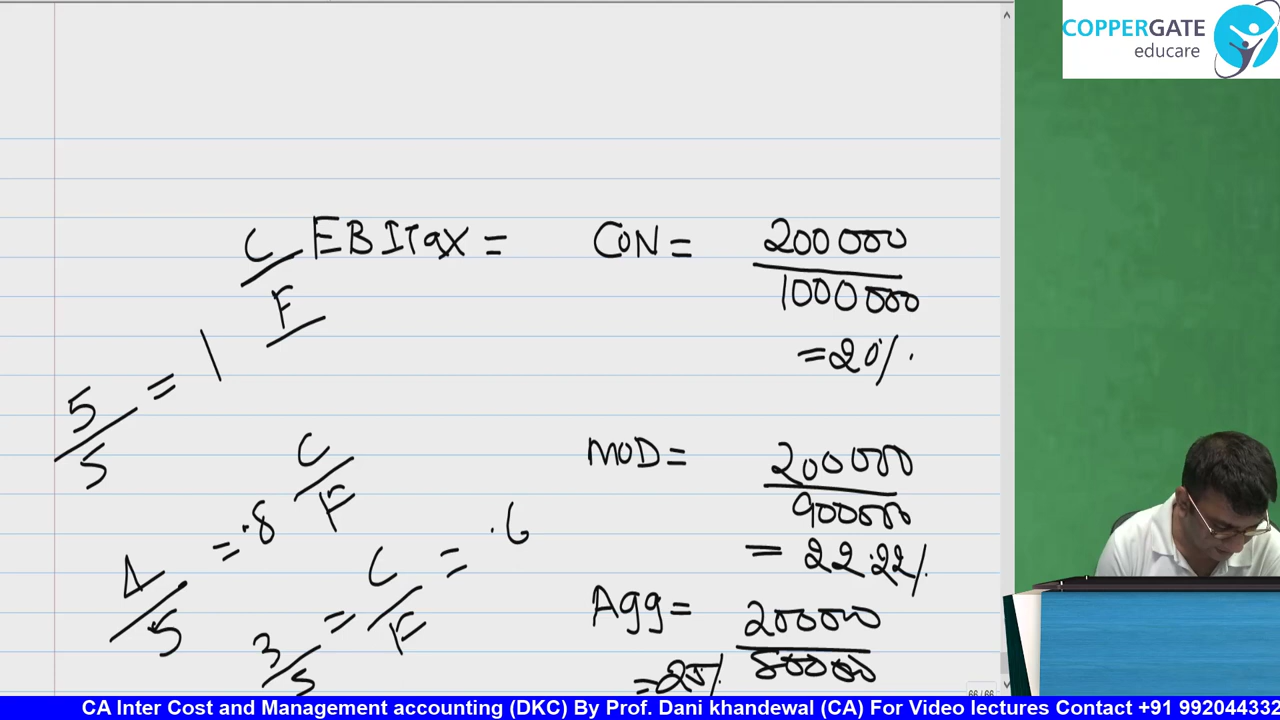 COPPERGATE
educare
C/F EBITax = CON = 200000/1000000
= 20%
5/5 = 1
MOD = 200000/900000
= 22.22%
4/5 = .8 C/F
3/5 = C/F = .6
Agg = 200000/800000
= 25%
66/66
CA Inter Cost and Management accounting (DKC) By Prof. Dani khandewal (CA) For Video lectures Contact +91 992044332